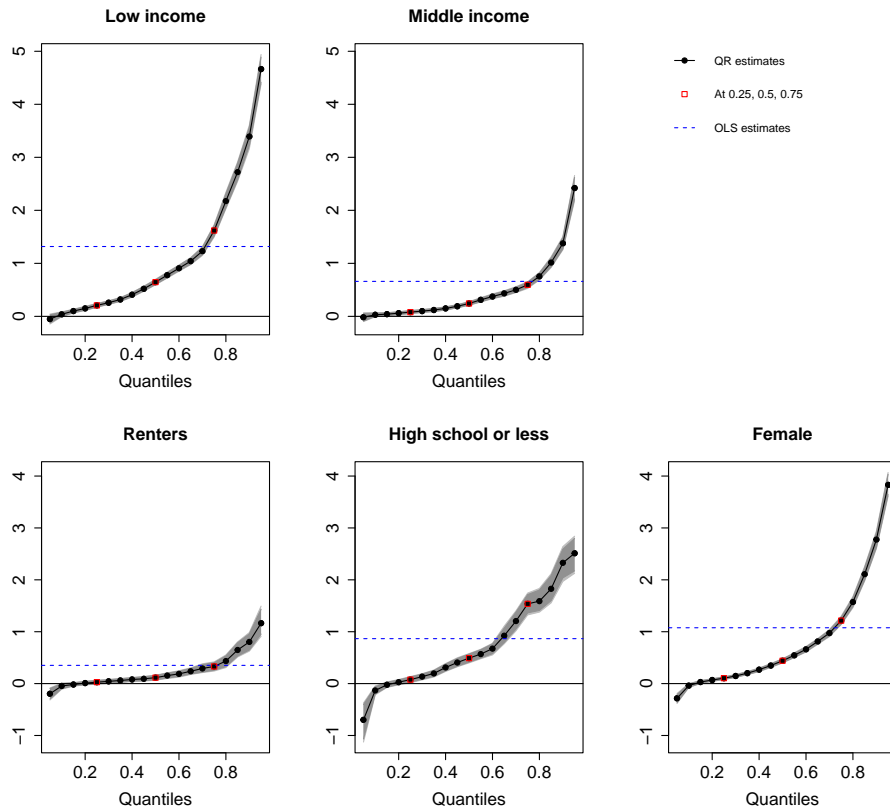 Low income
5
4
3
2
1
0
0.2 0.4 0.6 0.8
Quantiles
Middle income
5
4
3
2
1
0
0.2 0.4 0.6 0.8
Quantiles
QR estimates
At 0.25, 0.5, 0.75
OLS estimates
Renters
4
3
2
1
0
−1
0.2 0.4 0.6 0.8
Quantiles
High school or less
4
3
2
1
0
−1
0.2 0.4 0.6 0.8
Quantiles
Female
4
3
2
1
0
−1
0.2 0.4 0.6 0.8
Quantiles